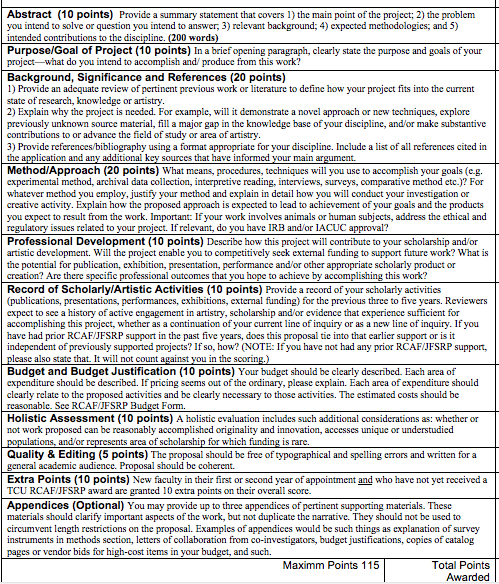 Abstract (10 points) Provide a summary statement that covers 1) the main point of the project; 2) the problem
you intend to solve or question you intend to answer; 3) relevant background; 4) expected methodologies; and 5)
intended contributions to the discipline. (200 words)
Purpose/Goal of Project (10 points) In a brief opening paragraph, clearly state the purpose and goals of your
project—what do you intend to accomplish and/ produce from this work?
Background, Significance and References (20 points)
1) Provide an adequate review of pertinent previous work or literature to define how your project fits into the current
state of research, knowledge or artistry.
2) Explain why the project is needed. For example, will it demonstrate a novel approach or new techniques, explore
previously unknown source material, fill a major gap in the knowledge base of your discipline, and/or make substantive
contributions to or advance the field of study or area of artistry.
3) Provide references/bibliography using a format appropriate for your discipline. Include a list of all references cited in
the application and any additional key sources that have informed your main argument.
Method/Approach (20 points) What means, procedures, techniques will you use to accomplish your goals (e.g.
experimental method, archival data collection, interpretive reading, interviews, surveys, comparative method etc.)? For
whatever method you employ, justify your method and explain in detail how you will conduct your investigation or
creative activity. Explain how the proposed approach is expected to lead to achievement of your goals and the products
you expect to result from the work. Important: If your work involves animals or human subjects, address the ethical and
regulatory issues related to your project. If relevant, do you have IRB and/or IACUC approval?
Professional Development (10 points) Describe how this project will contribute to your scholarship and/or
artistic development. Will the project enable you to competitively seek external funding to support future work? What is
the potential for publication, exhibition, presentation, performance and/or other appropriate scholarly product or
creation? Are there specific professional outcomes that you hope to achieve by accomplishing this work?
Record of Scholarly/Artistic Activities (10 points) Provide a record of your scholarly activities
(publications, presentations, performances, exhibitions, external funding) for the previous three to five years. Reviewers
expect to see a history of active engagement in artistry, scholarship and/or evidence that experience sufficient for
accomplishing this project, whether as a continuation of your current line of inquiry or as a new line of inquiry. If you
have had prior RCAF/JFSRP support in the past five years, does this proposal tie into that earlier support or is it
independent of previously supported projects? If so, how? (NOTE: If you have not had any prior RCAF/JFSRP support,
please also state that. It will not count against you in the scoring.)
Budget and Budget Justification (10 points) Your budget should be clearly described. Each area of
expenditure should be described. If pricing seems out of the ordinary, please explain. Each area of expenditure should
clearly relate to the proposed activities and be clearly necessary to those activities. The estimated costs should be
reasonable. See RCAF/JFSRP Budget Form.
Holistic Assessment (10 points) A holistic evaluation includes such additional considerations as: whether or
not work proposed can be reasonably accomplished originality and innovation, accesses unique or understudied
populations, and/or represents area of scholarship for which funding is rare.
Quality & Editing (5 points) The proposal should be free of typographical and spelling errors and written for a
general academic audience. Proposal should be coherent.
Extra Points (10 points) New faculty in their first or second year of appointment and who have not yet received a
TCU RCAF/JFSRP award are granted 10 extra points on their overall score.
Appendices (Optional) You may provide up to three appendices of pertinent supporting materials. These
materials should clarify important aspects of the work, but not duplicate the narrative. They should not be used to
circumvent length restrictions on the proposal. Examples of appendices would be such things as explanation of survey
instruments in methods section, letters of collaboration from co-investigators, budget justifications, copies of catalog
pages or vendor bids for high-cost items in your budget, and such.
Maximm Points 115 Total Points
Awarded